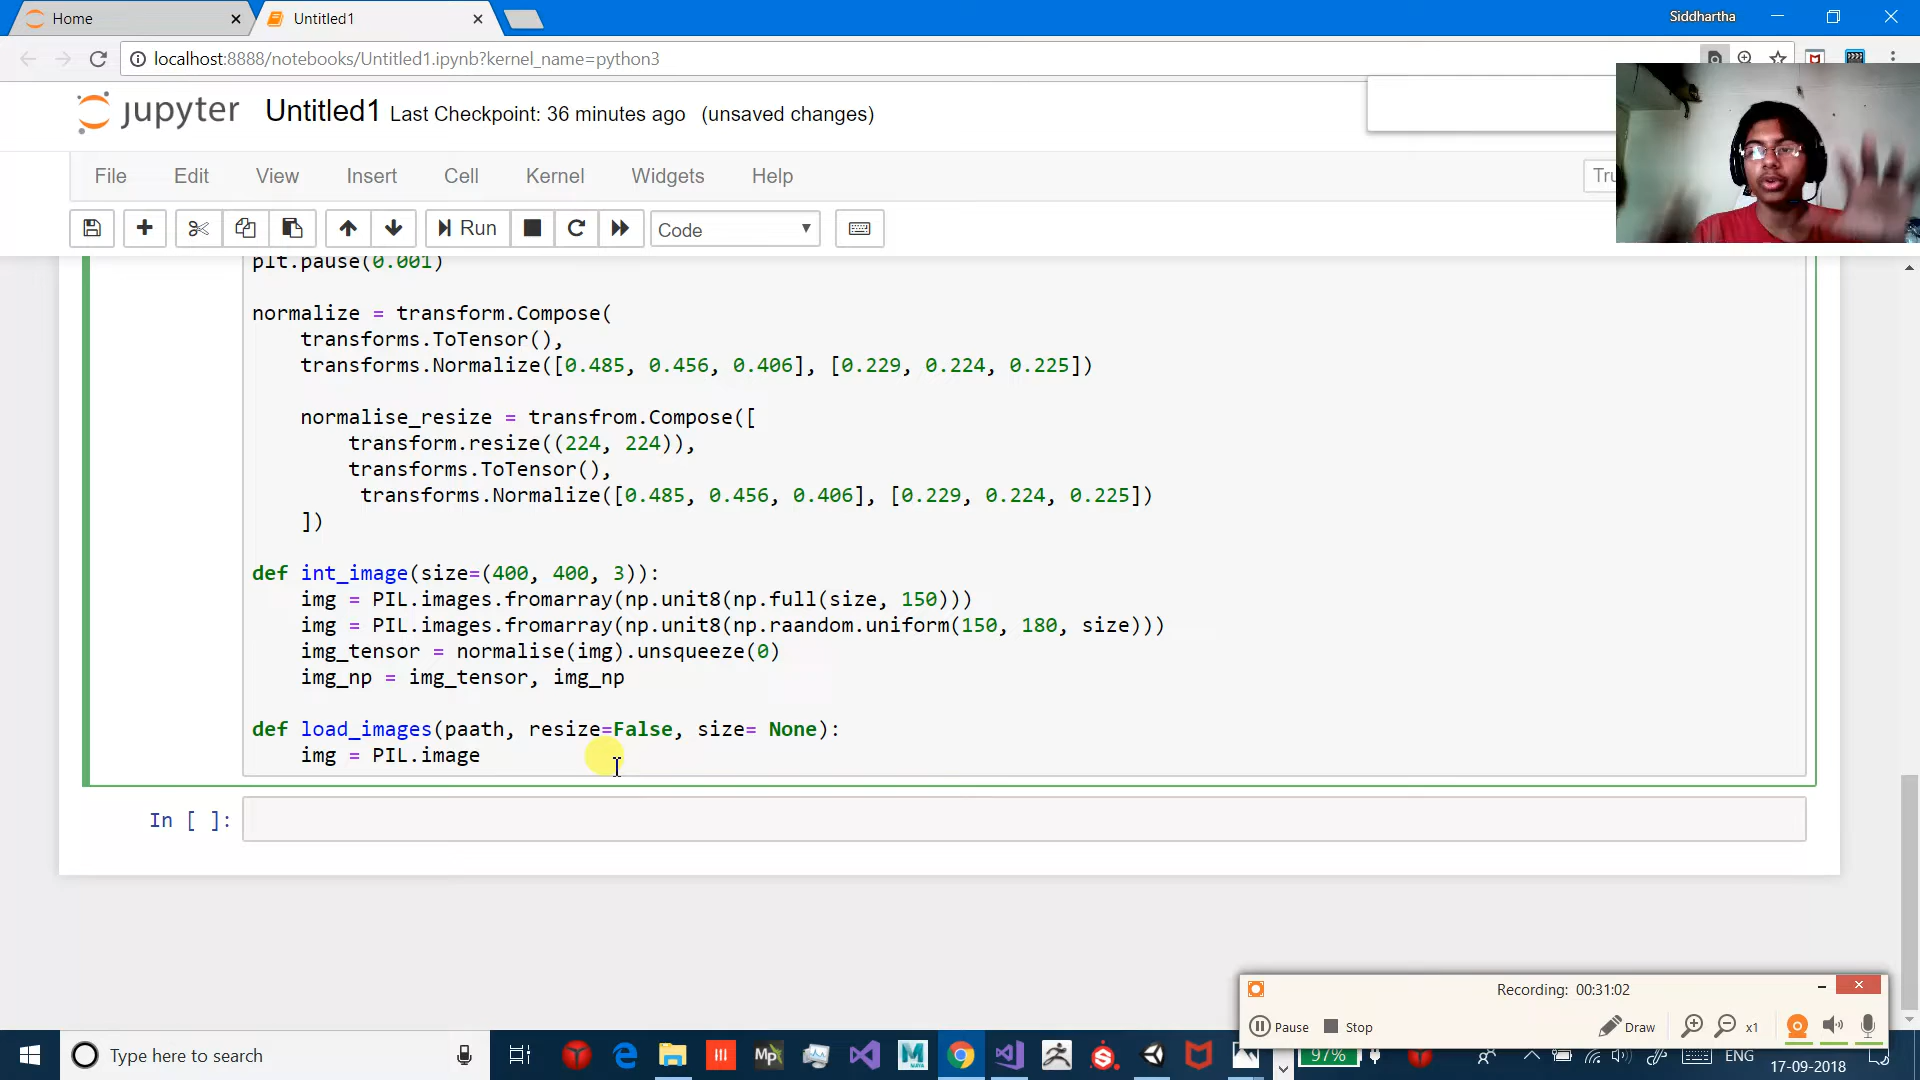 Home
Untitled1
Siddhartha
localhost:8888/notebooks/Untitled1.ipynb?kernel_name=python3
jupyter Untitled1 Last Checkpoint: 36 minutes ago (unsaved changes)
File Edit View Insert Cell Kernel Widgets Help
Tru
Run
Code
plt.pause(0.001)
normalize = transform.Compose(
transforms.ToTensor(),
transforms.Normalize([0.485, 0.456, 0.406], [0.229, 0.224, 0.225])
normalise_resize = transfrom.Compose([
transform.resize((224, 224)),
transforms.ToTensor(),
transforms.Normalize([0.485, 0.456, 0.406], [0.229, 0.224, 0.225])
])
def int_image(size=(400, 400, 3)):
img = PIL.images.fromarray(np.unit8(np.full(size, 150)))
img = PIL.images.fromarray(np.unit8(np.raandom.uniform(150, 180, size)))
img_tensor = normalise(img).unsqueeze(0)
img_np = img_tensor, img_np
def load_images(paath, resize=False, size= None):
img = PIL.image
In [ ]:
Recording: 00:31:02
Pause Stop Draw x1
Type here to search
Mp
97%
ENG
17-09-2018